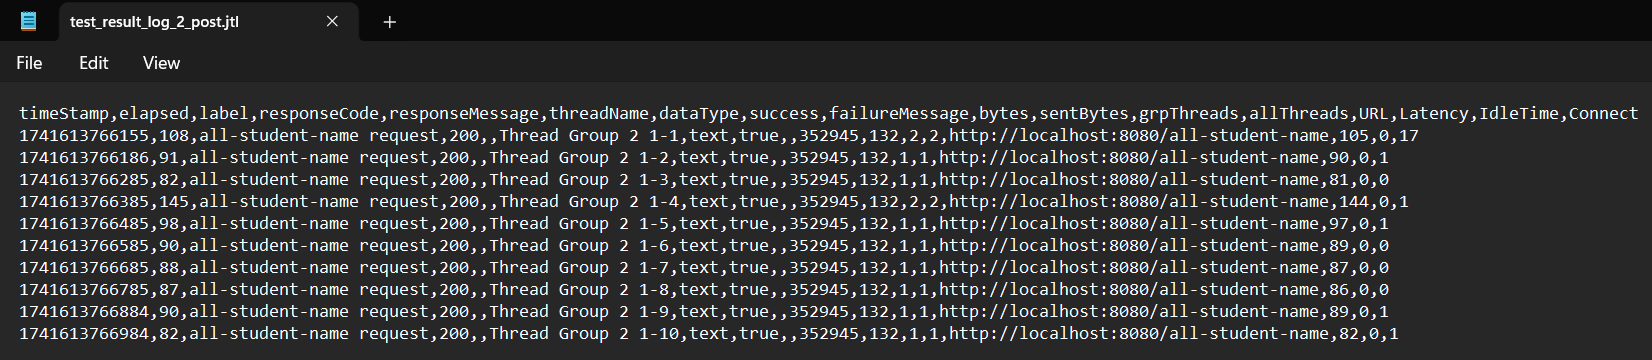 test_result_log_2_post.jtl
File Edit View
timeStamp,elapsed,label,responseCode,responseMessage,threadName,dataType,success,failureMessage,bytes,sentBytes,grpThreads,allThreads,URL,Latency,IdleTime,Connect
1741613766155,108,all-student-name request,200,,Thread Group 2 1-1,text,true,,352945,132,2,2,http://localhost:8080/all-student-name,105,0,17
1741613766186,91,all-student-name request,200,,Thread Group 2 1-2,text,true,,352945,132,1,1,http://localhost:8080/all-student-name,90,0,1
1741613766285,82,all-student-name request,200,,Thread Group 2 1-3,text,true,,352945,132,1,1,http://localhost:8080/all-student-name,81,0,0
1741613766385,145,all-student-name request,200,,Thread Group 2 1-4,text,true,,352945,132,2,2,http://localhost:8080/all-student-name,144,0,1
1741613766485,98,all-student-name request,200,,Thread Group 2 1-5,text,true,,352945,132,1,1,http://localhost:8080/all-student-name,97,0,1
1741613766585,90,all-student-name request,200,,Thread Group 2 1-6,text,true,,352945,132,1,1,http://localhost:8080/all-student-name,89,0,0
1741613766685,88,all-student-name request,200,,Thread Group 2 1-7,text,true,,352945,132,1,1,http://localhost:8080/all-student-name,87,0,0
1741613766785,87,all-student-name request,200,,Thread Group 2 1-8,text,true,,352945,132,1,1,http://localhost:8080/all-student-name,86,0,0
1741613766884,90,all-student-name request,200,,Thread Group 2 1-9,text,true,,352945,132,1,1,http://localhost:8080/all-student-name,89,0,1
1741613766984,82,all-student-name request,200,,Thread Group 2 1-10,text,true,,352945,132,1,1,http://localhost:8080/all-student-name,82,0,1